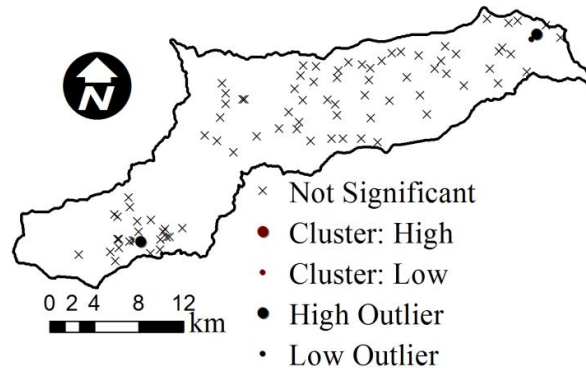 N
Not Significant
Cluster: High
Cluster: Low
High Outlier
Low Outlier
0 2 4 8 12
km